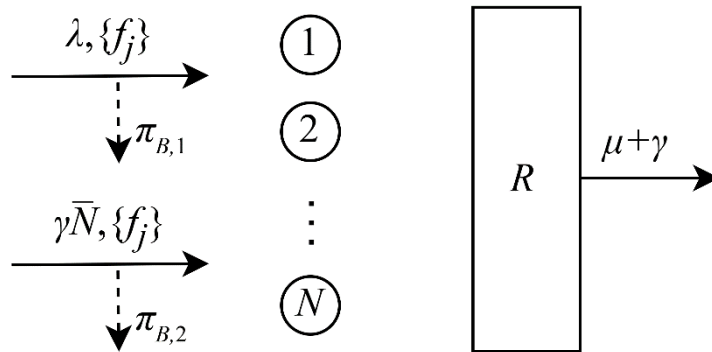 λ, {f_j}
π_{B,1}
γN̄, {f_j}
π_{B,2}
1
2
⋮
N
R
μ+γ